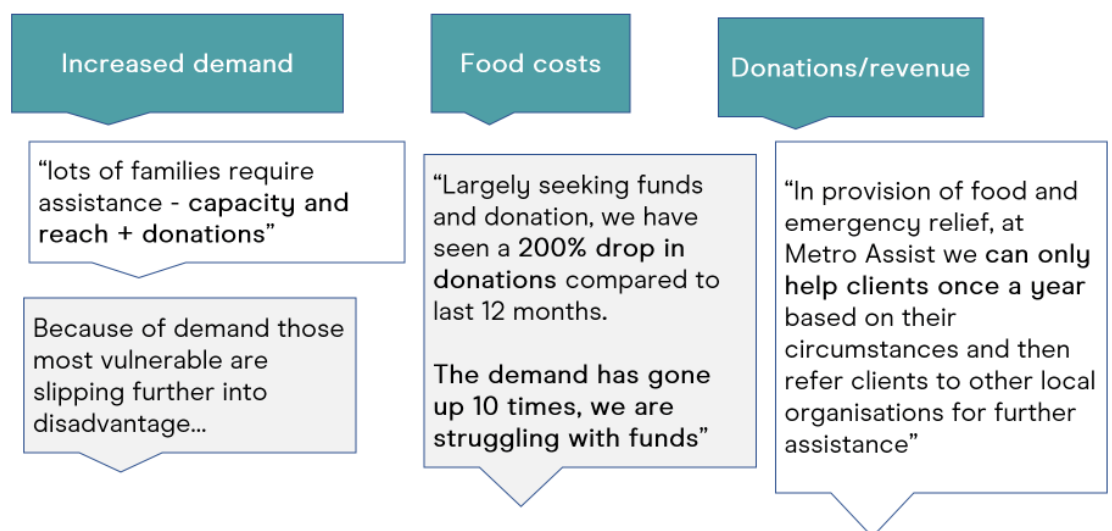 Increased demand
“lots of families require
assistance - capacity and
reach + donations”
Because of demand those
most vulnerable are
slipping further into
disadvantage...
Food costs
“Largely seeking funds
and donation, we have
seen a 200% drop in
donations compared to
last 12 months.
The demand has gone
up 10 times, we are
struggling with funds”
Donations/revenue
“In provision of food and
emergency relief, at
Metro Assist we can only
help clients once a year
based on their
circumstances and then
refer clients to other local
organisations for further
assistance”